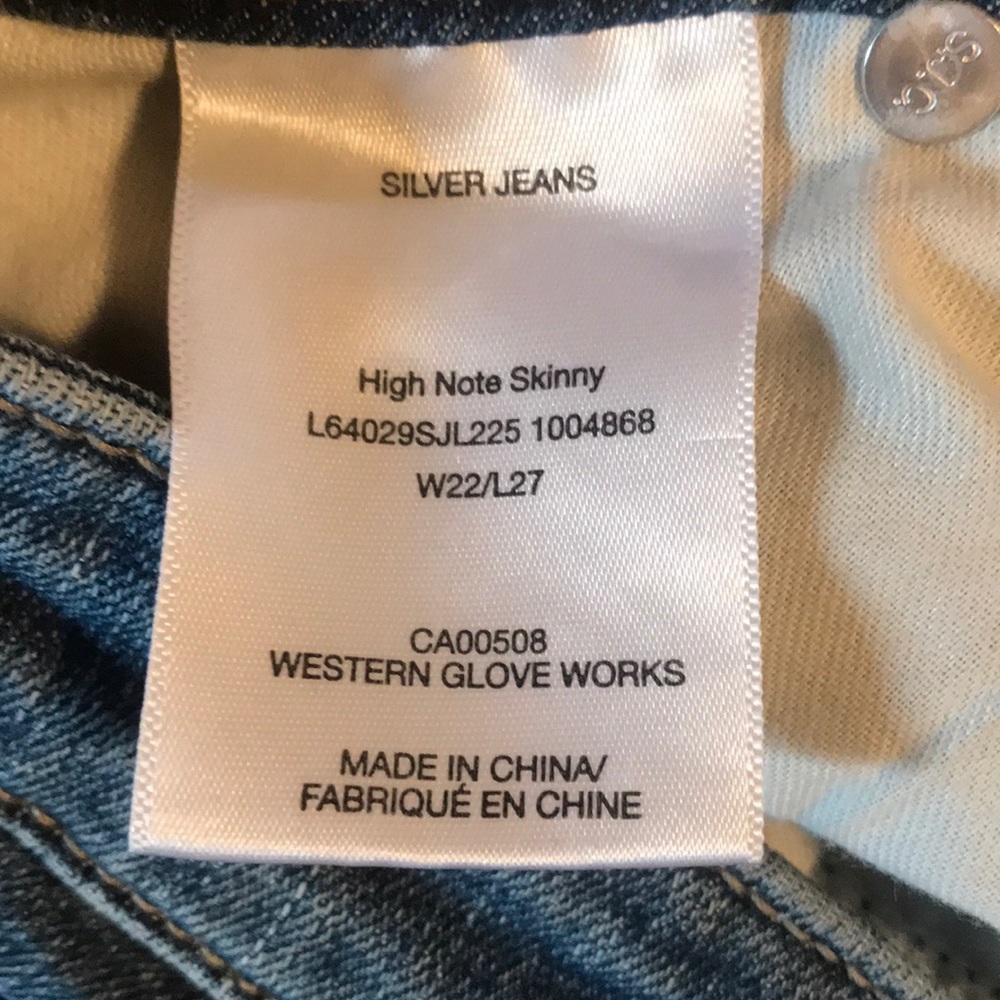 SILVER JEANS
High Note Skinny
L64029SJL225 1004868
W22/L27
CA00508
WESTERN GLOVE WORKS
MADE IN CHINA/
FABRIQUÉ EN CHINE